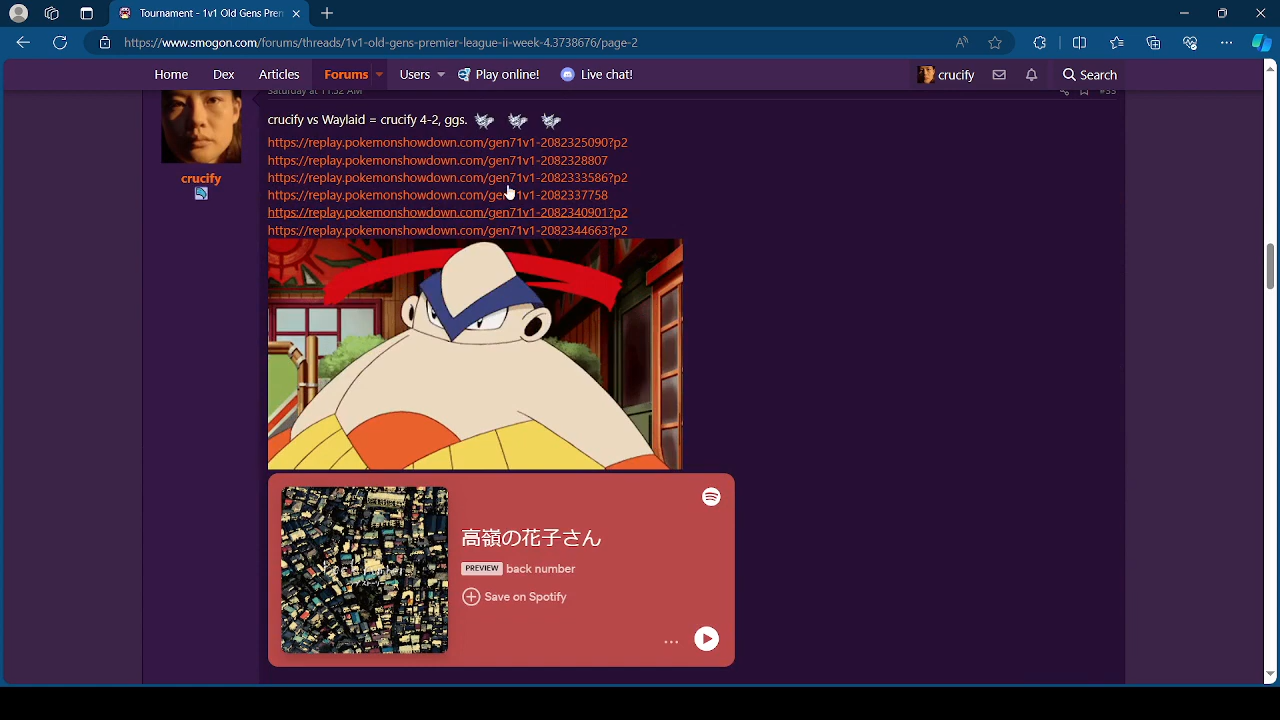 Tournament - 1v1 Old Gens Prem
https://www.smogon.com/forums/threads/1v1-old-gens-premier-league-ii-week-4.3738676/page-2
Home Dex Articles Forums Users Play online! Live chat! crucify Search
Saturday at 11:52 AM #55
crucify vs Waylaid = crucify 4-2, ggs.
https://replay.pokemonshowdown.com/gen71v1-2082325090?p2
https://replay.pokemonshowdown.com/gen71v1-2082328807
crucify
https://replay.pokemonshowdown.com/gen71v1-2082333586?p2
https://replay.pokemonshowdown.com/gen71v1-2082337758
https://replay.pokemonshowdown.com/gen71v1-2082340901?p2
https://replay.pokemonshowdown.com/gen71v1-2082344663?p2
高嶺の花子さん
PREVIEW back number
Save on Spotify